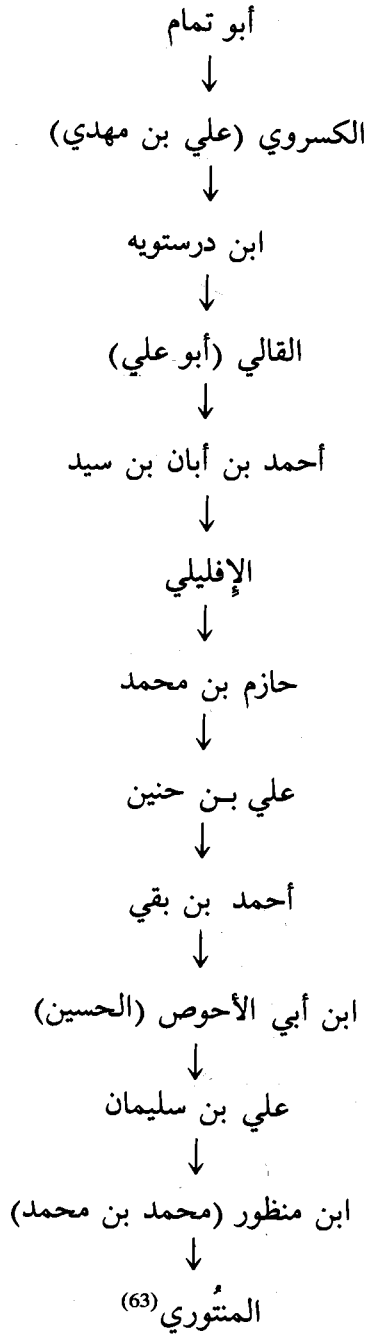 أبو تمام
↓
الكسروي (علي بن مهدي)
↓
ابن درستويه
↓
القالي (أبو علي)
↓
أحمد بن أبان بن سيد
↓
الإفليلي
↓
حازم بن محمد
↓
علي بن حنين
↓
أحمد بن بقي
↓
ابن أبي الأحوص (الحسين)
↓
علي بن سليمان
↓
ابن منظور (محمد بن محمد)
↓
المنتُوري(63)